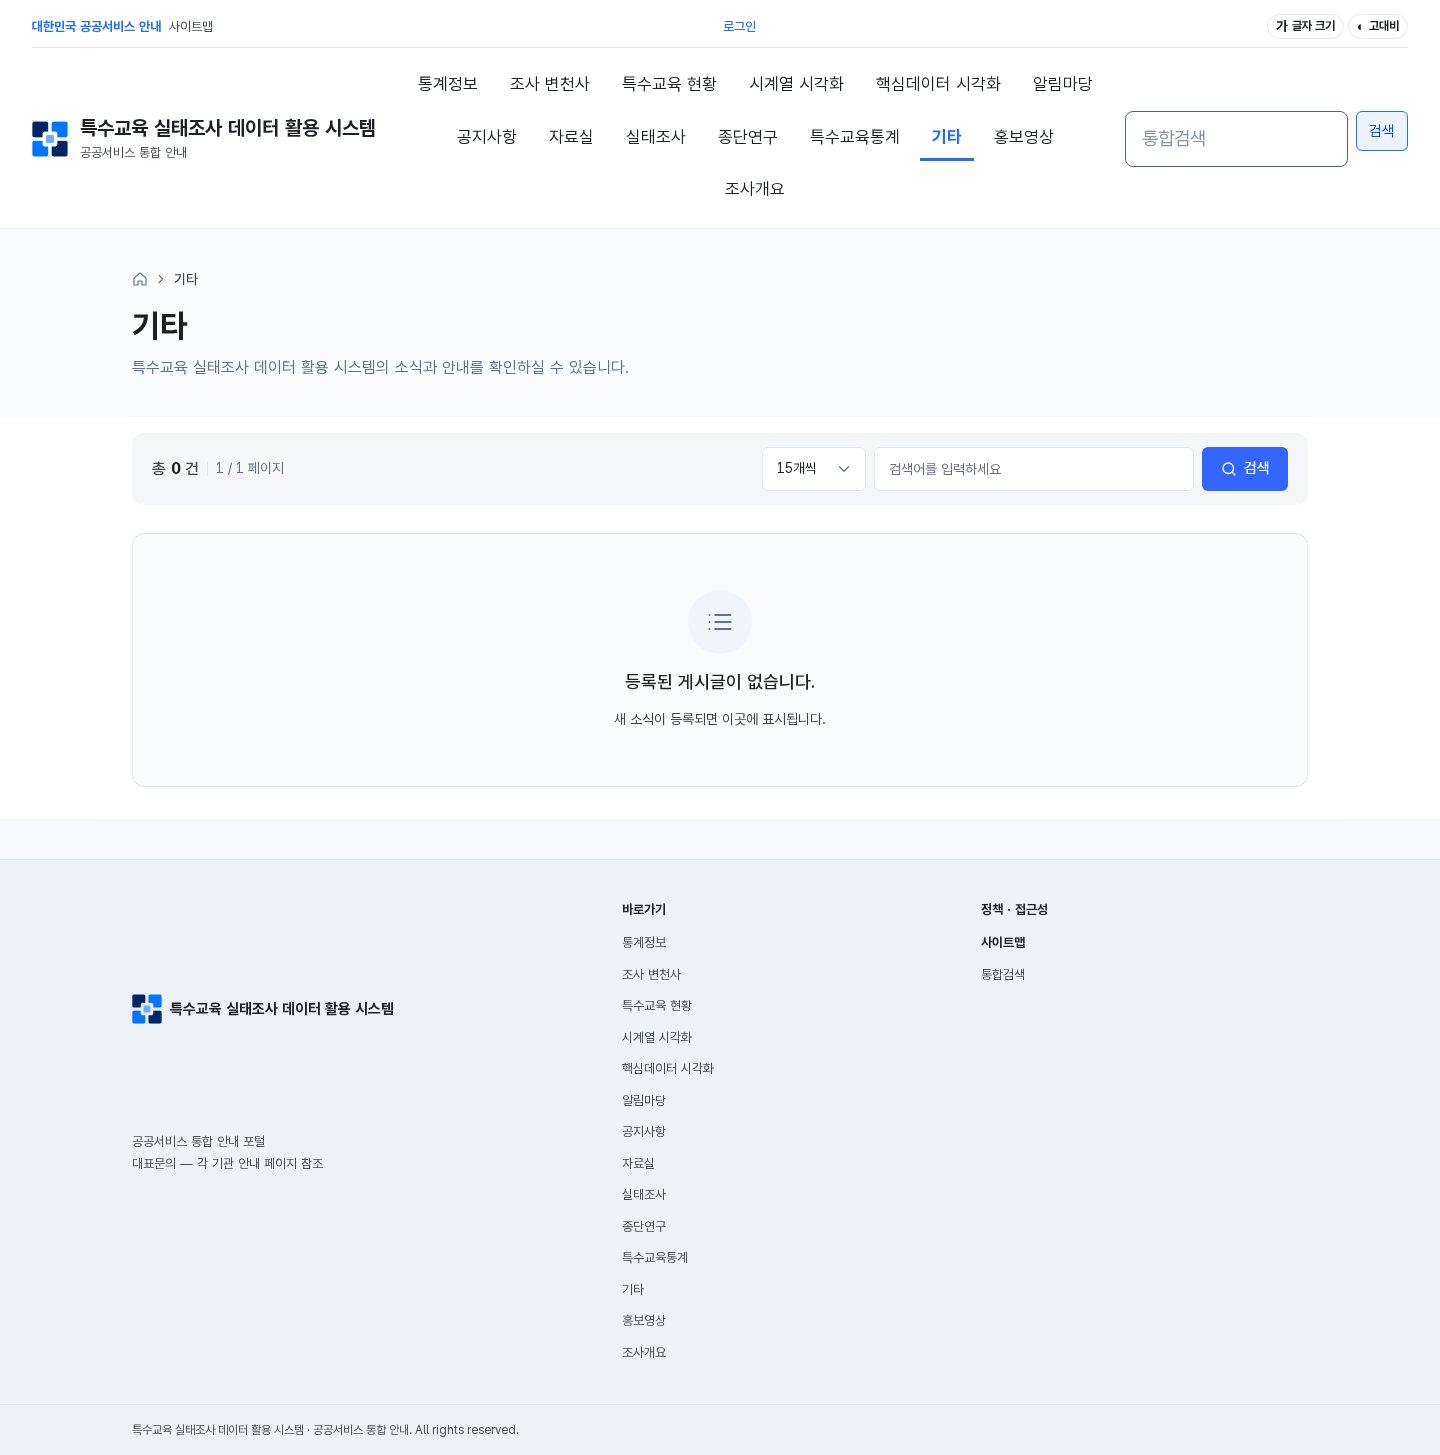 대한민국 공공서비스 안내 사이트맵 로그인 가 글자 크기 고대비
통계정보 조사 변천사 특수교육 현황 시계열 시각화 핵심데이터 시각화 알림마당
특수교육 실태조사 데이터 활용 시스템
공공서비스 통합 안내
공지사항 자료실 실태조사 종단연구 특수교육통계 기타 홍보영상
조사개요
통합검색 검색
기타
기타
특수교육 실태조사 데이터 활용 시스템의 소식과 안내를 확인하실 수 있습니다.
총 0 건 1 / 1 페이지 15개씩 검색어를 입력하세요 검색
등록된 게시글이 없습니다.
새 소식이 등록되면 이곳에 표시됩니다.
특수교육 실태조사 데이터 활용 시스템
공공서비스 통합 안내 포털
대표문의 — 각 기관 안내 페이지 참조
바로가기
통계정보
조사 변천사
특수교육 현황
시계열 시각화
핵심데이터 시각화
알림마당
공지사항
자료실
실태조사
종단연구
특수교육통계
기타
홍보영상
조사개요
정책 · 접근성
사이트맵
통합검색
특수교육 실태조사 데이터 활용 시스템 · 공공서비스 통합 안내. All rights reserved.